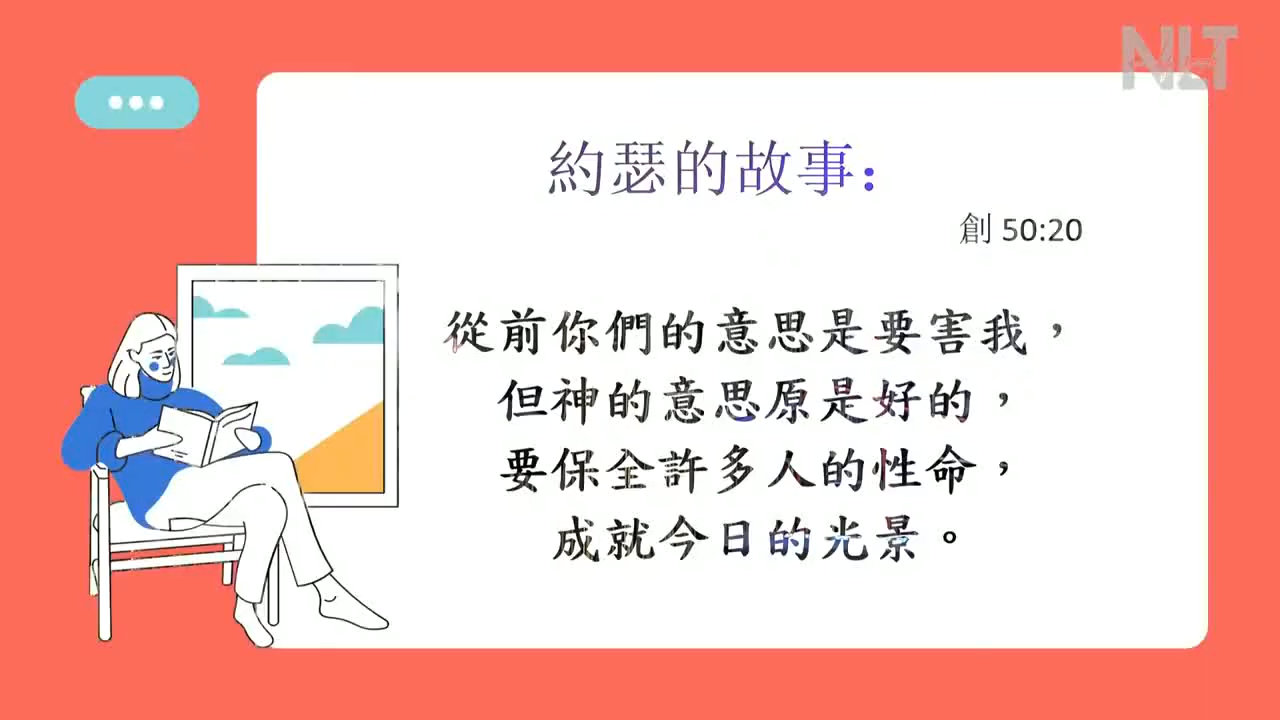 NLT
約瑟的故事:
創 50:20
從前你們的意思是要害我，
但神的意思原是好的，
要保全許多人的性命，
成就今日的光景。